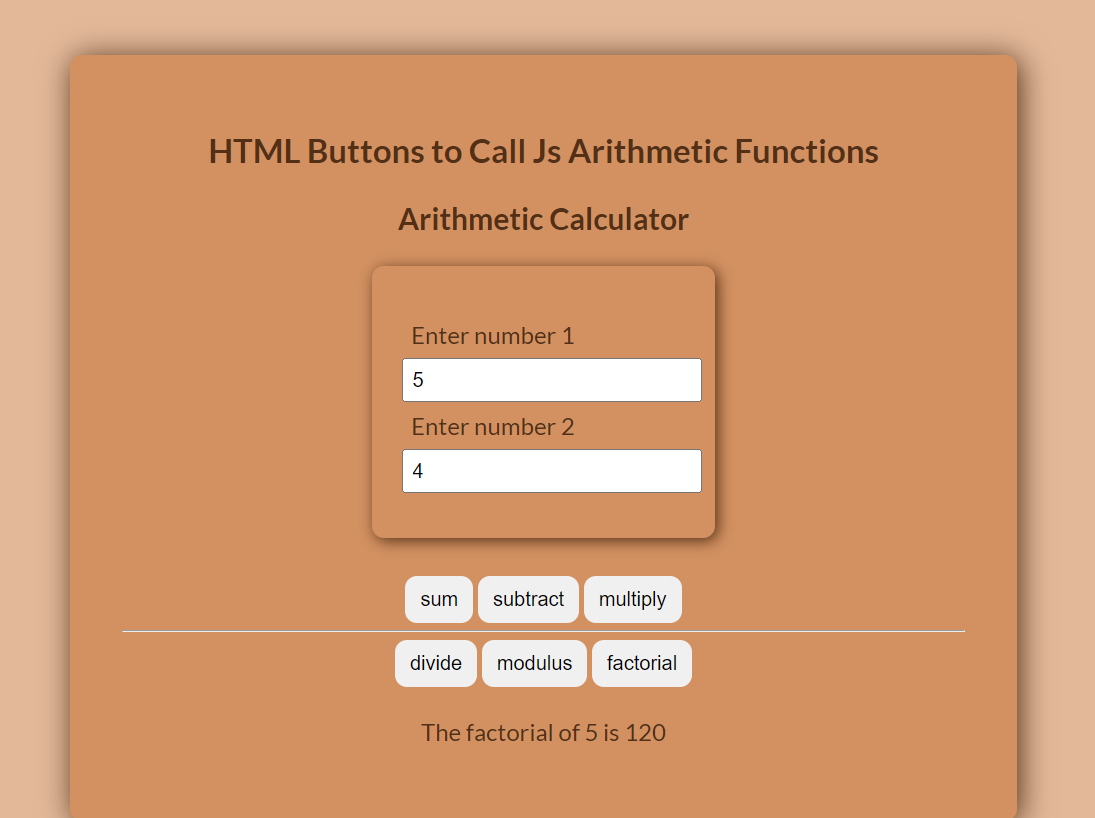 HTML Buttons to Call Js Arithmetic Functions
Arithmetic Calculator
Enter number 1
5
Enter number 2
4
sum subtract multiply
divide modulus factorial
The factorial of 5 is 120